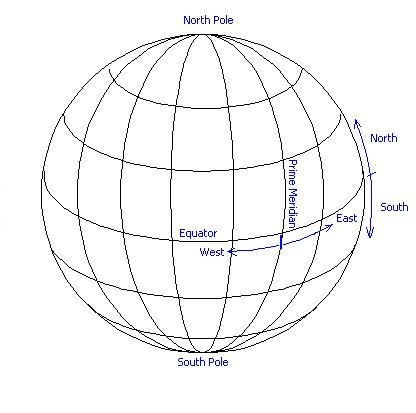 North Pole
North
Prime Meridian
South
East
Equator
West
South Pole